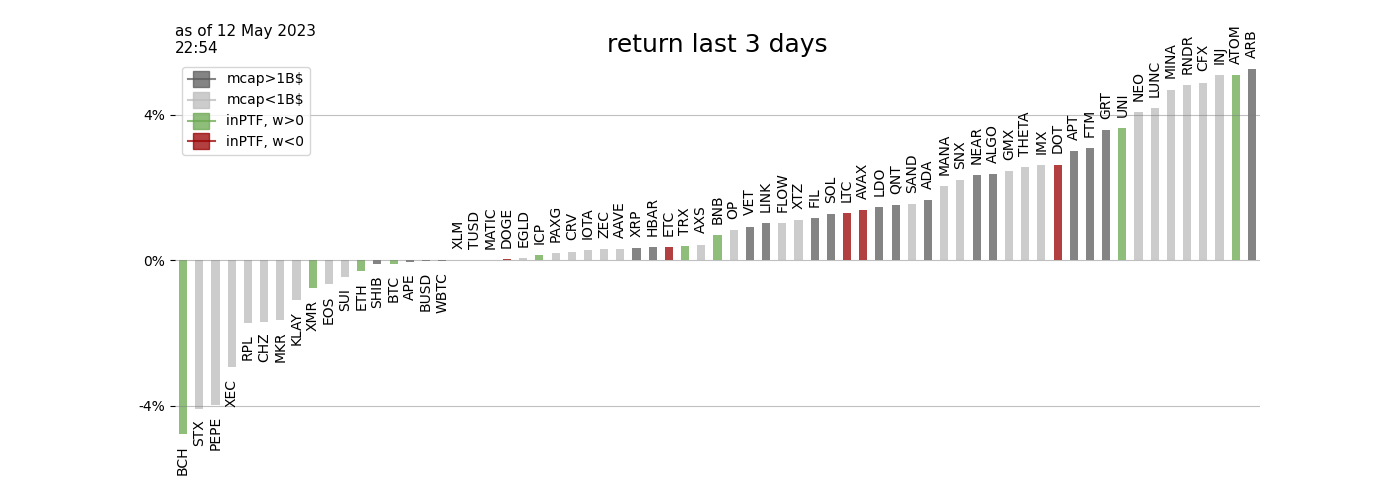 as of 12 May 2023
22:54
return last 3 days
mcap>1B$
mcap<1B$
inPTF, w>0
inPTF, w<0
4%
0%
-4%
BCH
STX
PEPE
XEC
RPL
CHZ
MKR
KLAY
XMR
EOS
SUI
ETH
SHIB
BTC
APE
BUSD
WBTC
XLM
TUSD
MATIC
DOGE
EGLD
ICP
PAXG
CRV
IOTA
ZEC
AAVE
XRP
HBAR
ETC
TRX
AXS
BNB
OP
VET
LINK
FLOW
XTZ
FIL
SOL
LTC
AVAX
LDO
QNT
SAND
ADA
MANA
SNX
NEAR
ALGO
GMX
THETA
IMX
DOT
APT
FTM
GRT
UNI
NEO
LUNC
MINA
RNDR
CFX
INJ
ATOM
ARB